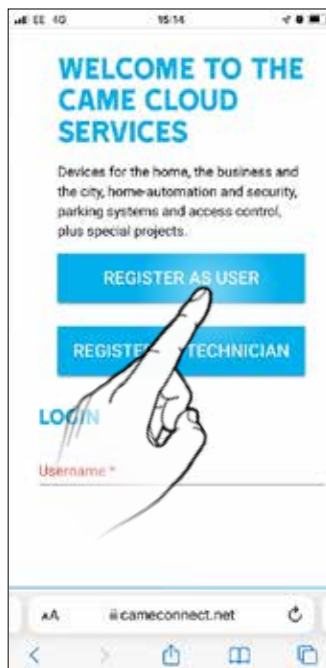 EE 4G 15:14
WELCOME TO THE
CAME CLOUD
SERVICES
Devices for the home, the business and
the city, home-automation and security,
parking systems and access control,
plus special projects.
REGISTER AS USER
REGISTER TECHNICIAN
LOGIN
Username *
AA cameconnect.net